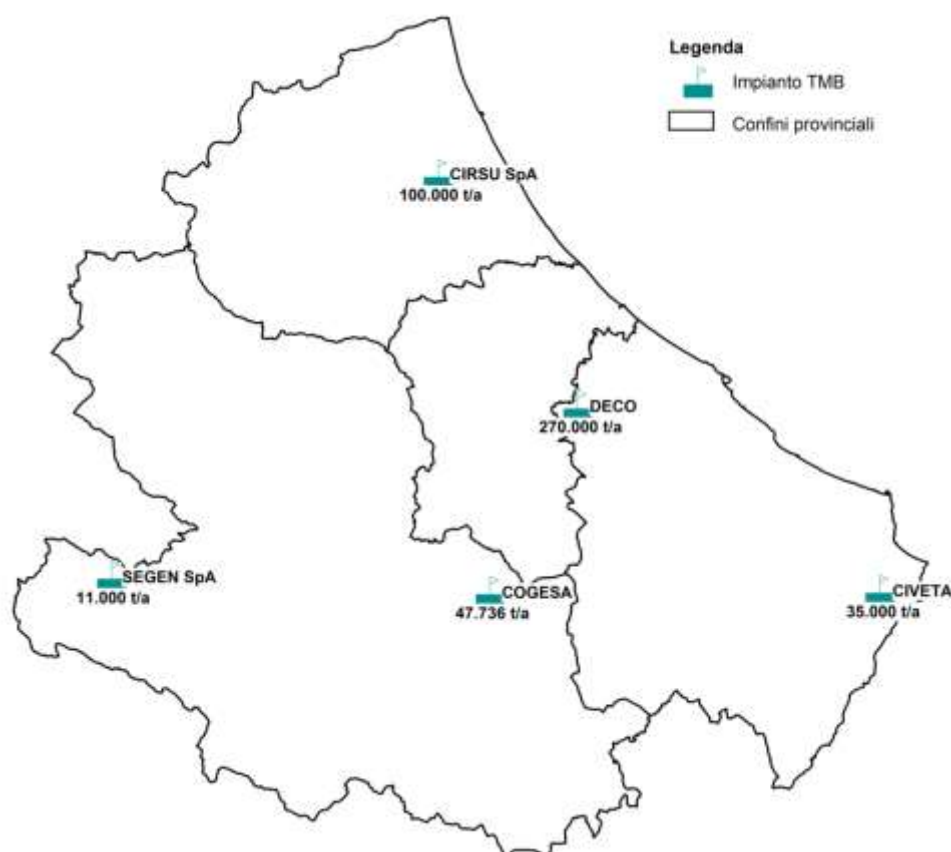 Legenda
Impianto TMB
Confini provinciali
CIRSU SpA
100.000 t/a
DECO
270.000 t/a
SEGEN SpA
11.000 t/a
COGESA
47.736 t/a
CIVETA
35.000 t/a